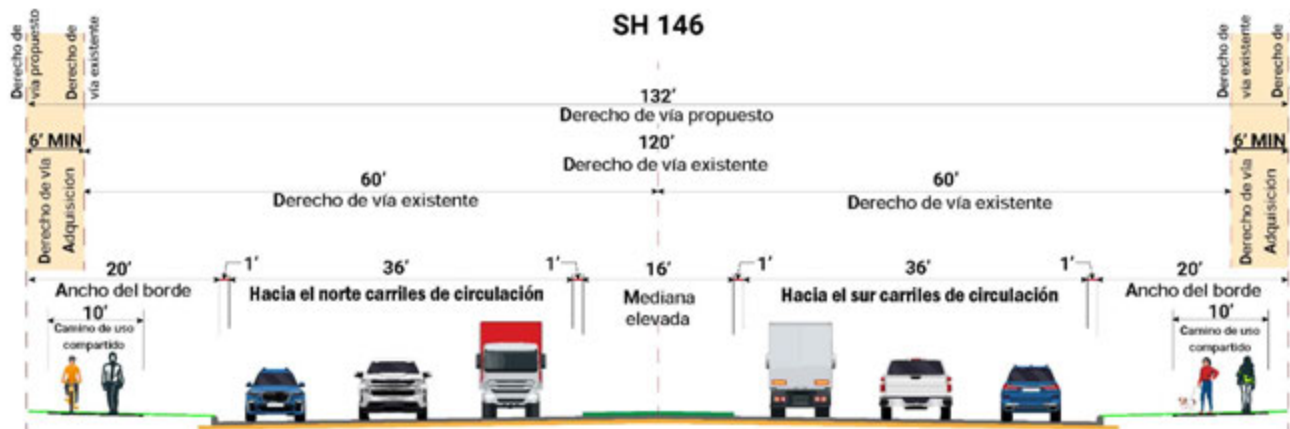 SH 146
Derecho de
vía propuesto
Derecho de
vía existente
Derecho de
vía existente
Derecho de
132'
Derecho de vía propuesto
6' MIN
120'
Derecho de vía existente
6' MIN
60'
Derecho de vía existente
60'
Derecho de vía existente
Derecho de vía
Adquisición
Derecho de vía
Adquisición
20'
Ancho del borde
1'
36'
Hacia el norte carriles de circulación
1'
16'
Mediana
elevada
1'
36'
Hacia el sur carriles de circulación
1'
20'
Ancho del borde
10'
Camino de uso
compartido
10'
Camino de uso
compartido